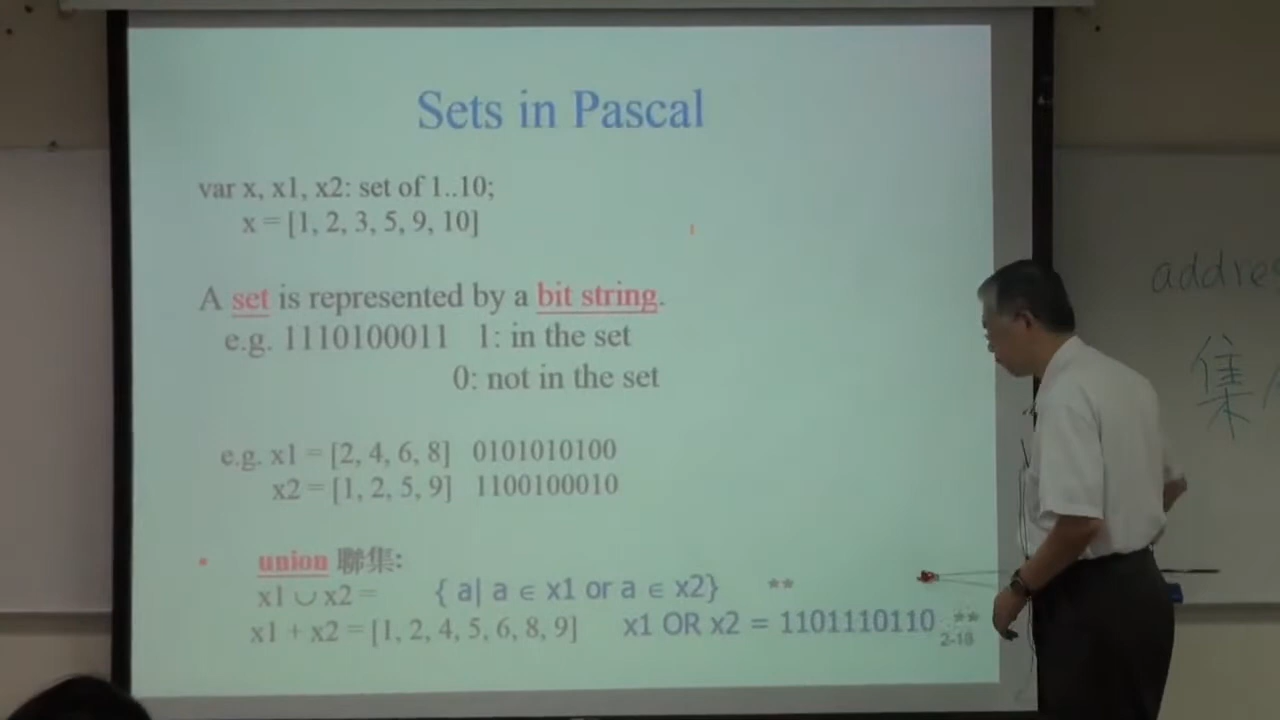 Sets in Pascal
var x, x1, x2: set of 1..10;
x = [1, 2, 3, 5, 9, 10]
A set is represented by a bit string.
e.g. 1110100011 1: in the set
0: not in the set
e.g. x1 = [2, 4, 6, 8] 0101010100
x2 = [1, 2, 5, 9] 1100100010
union 聯集:
x1 ∪ x2 = { a| a ∈ x1 or a ∈ x2} **
x1 + x2 = [1, 2, 4, 5, 6, 8, 9] x1 OR x2 = 1101110110 **
2-18
addres
集